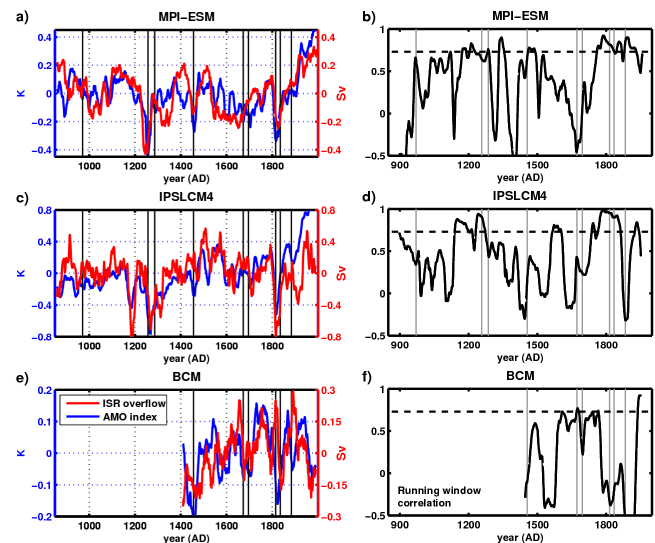 a) MPI−ESM
0.4 0.4
0.2 0.2
K 0 0 Sv
−0.2 −0.2
−0.4 −0.4
1000 1200 1400 1600 1800
year (AD)
b) MPI−ESM
1
0.5
0
−0.5
900 1200 1500 1800
year (AD)
c) IPSLCM4
0.8 0.8
0.4 0.4
K 0 0 Sv
−0.4 −0.4
−0.8 −0.8
1000 1200 1400 1600 1800
year (AD)
d) IPSLCM4
1
0.5
0
−0.5
900 1200 1500 1800
year (AD)
e) BCM
0.2 0.3
ISR overflow
AMO index
0.1 0.15
K 0 0 Sv
−0.1 −0.15
−0.2 −0.3
1000 1200 1400 1600 1800
year (AD)
f) BCM
1
0.5
0
Running window
correlation
−0.5
900 1200 1500 1800
year (AD)